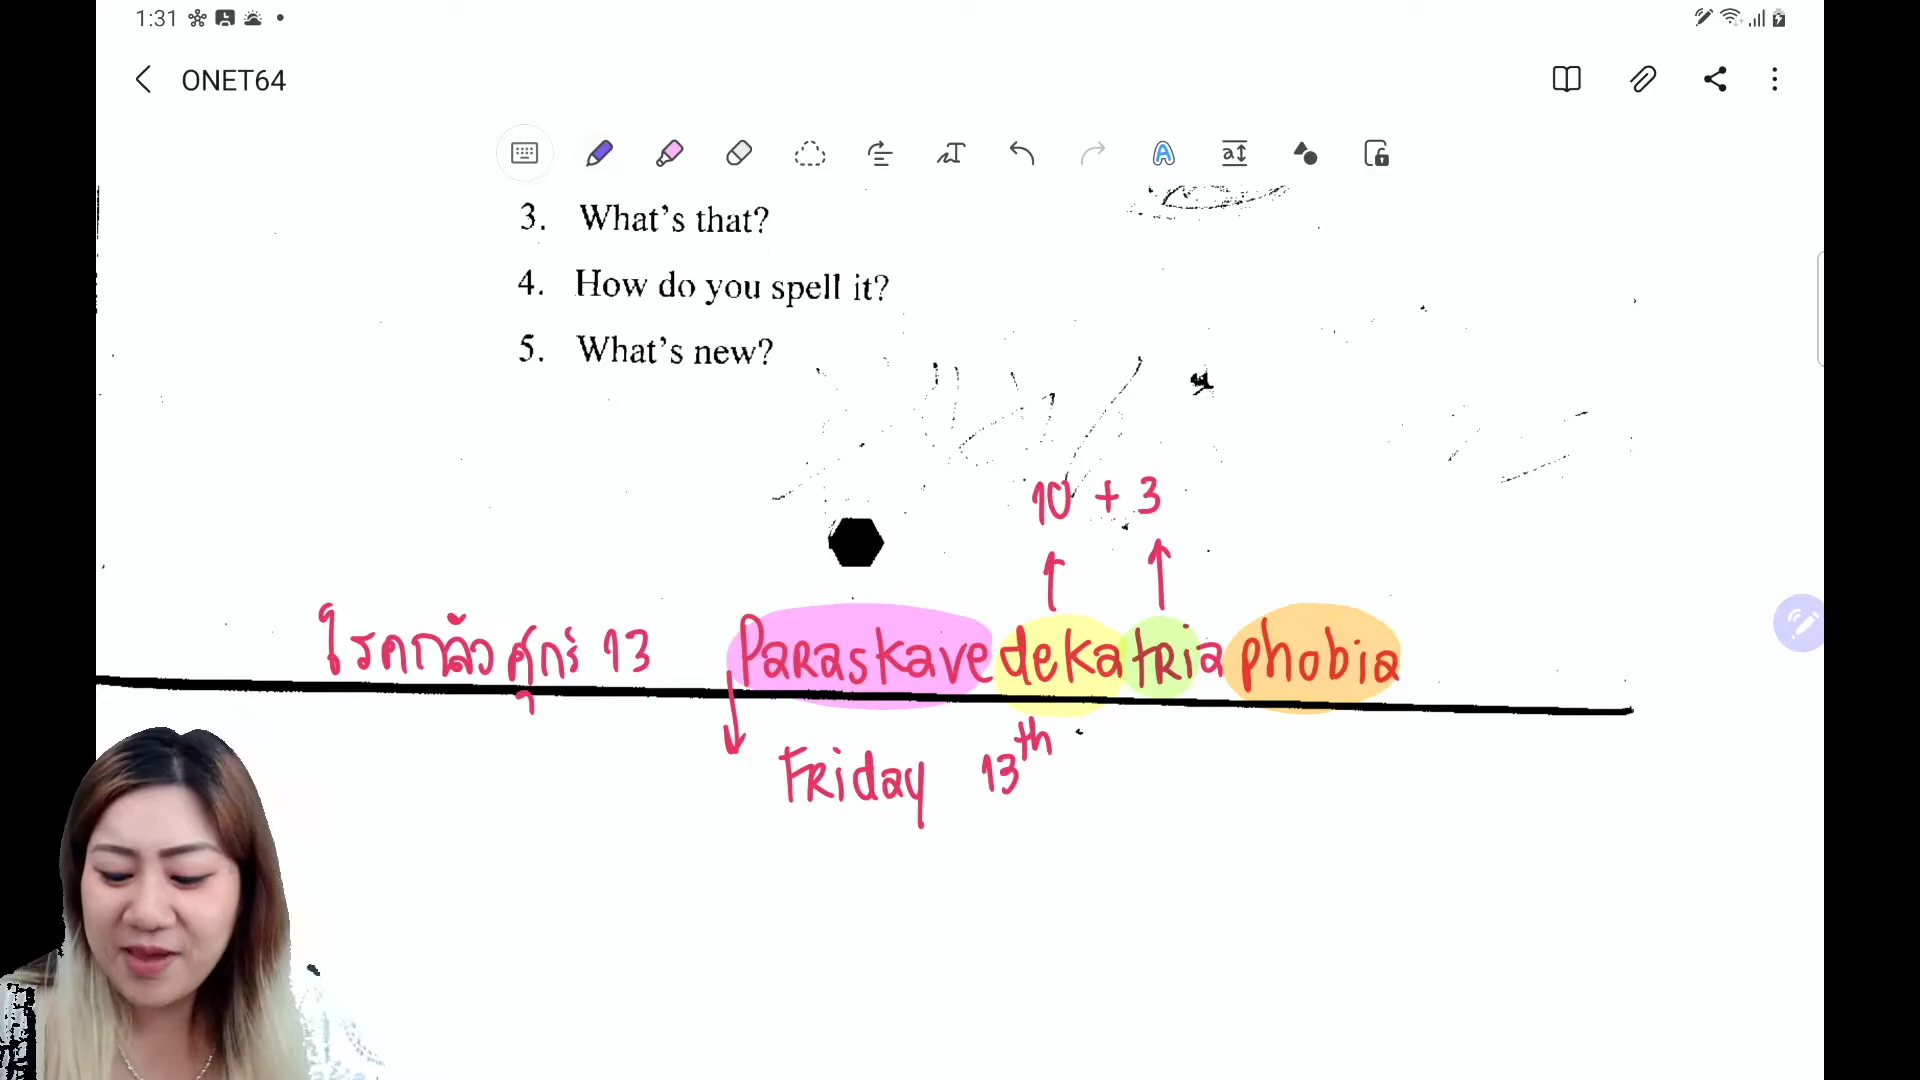 1:31
ONET64
3. What's that?
4. How do you spell it?
5. What's new?
10 + 3
โรคกลัวศุกร์ 13 Paraskavedekatriaphobia
Friday 13th